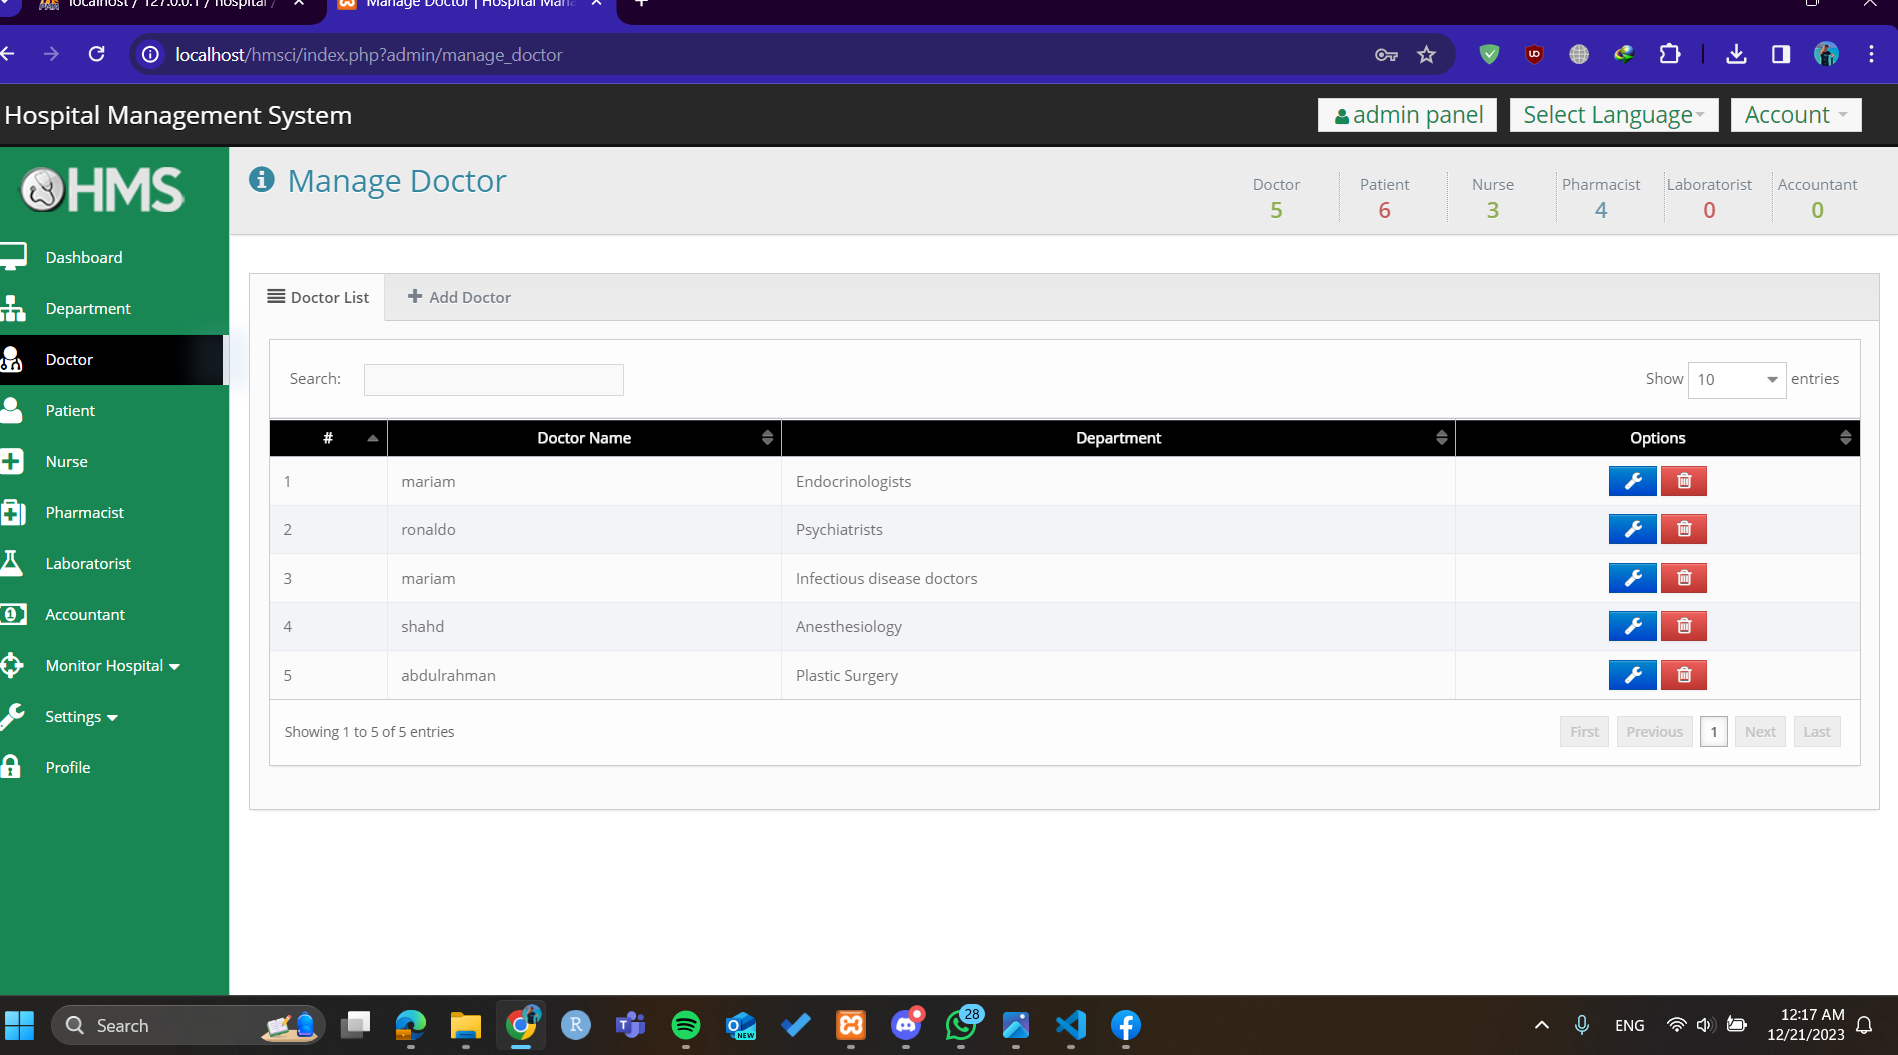 localhost / 127.0.0.1 / hospital /
Manage Doctor | Hospital Mana
localhost/hmsci/index.php?admin/manage_doctor
Hospital Management System
admin panel
Select Language
Account
HMS
Manage Doctor
Doctor Patient Nurse Pharmacist Laboratorist Accountant
5 6 3 4 0 0
Dashboard
Department
Doctor
Patient
Nurse
Pharmacist
Laboratorist
Accountant
Monitor Hospital
Settings
Profile
Doctor List
Add Doctor
Search:
Show 10 entries
# Doctor Name Department Options
1 mariam Endocrinologists
2 ronaldo Psychiatrists
3 mariam Infectious disease doctors
4 shahd Anesthesiology
5 abdulrahman Plastic Surgery
Showing 1 to 5 of 5 entries
First Previous 1 Next Last
Search
R
NEW
28
ENG
12:17 AM
12/21/2023